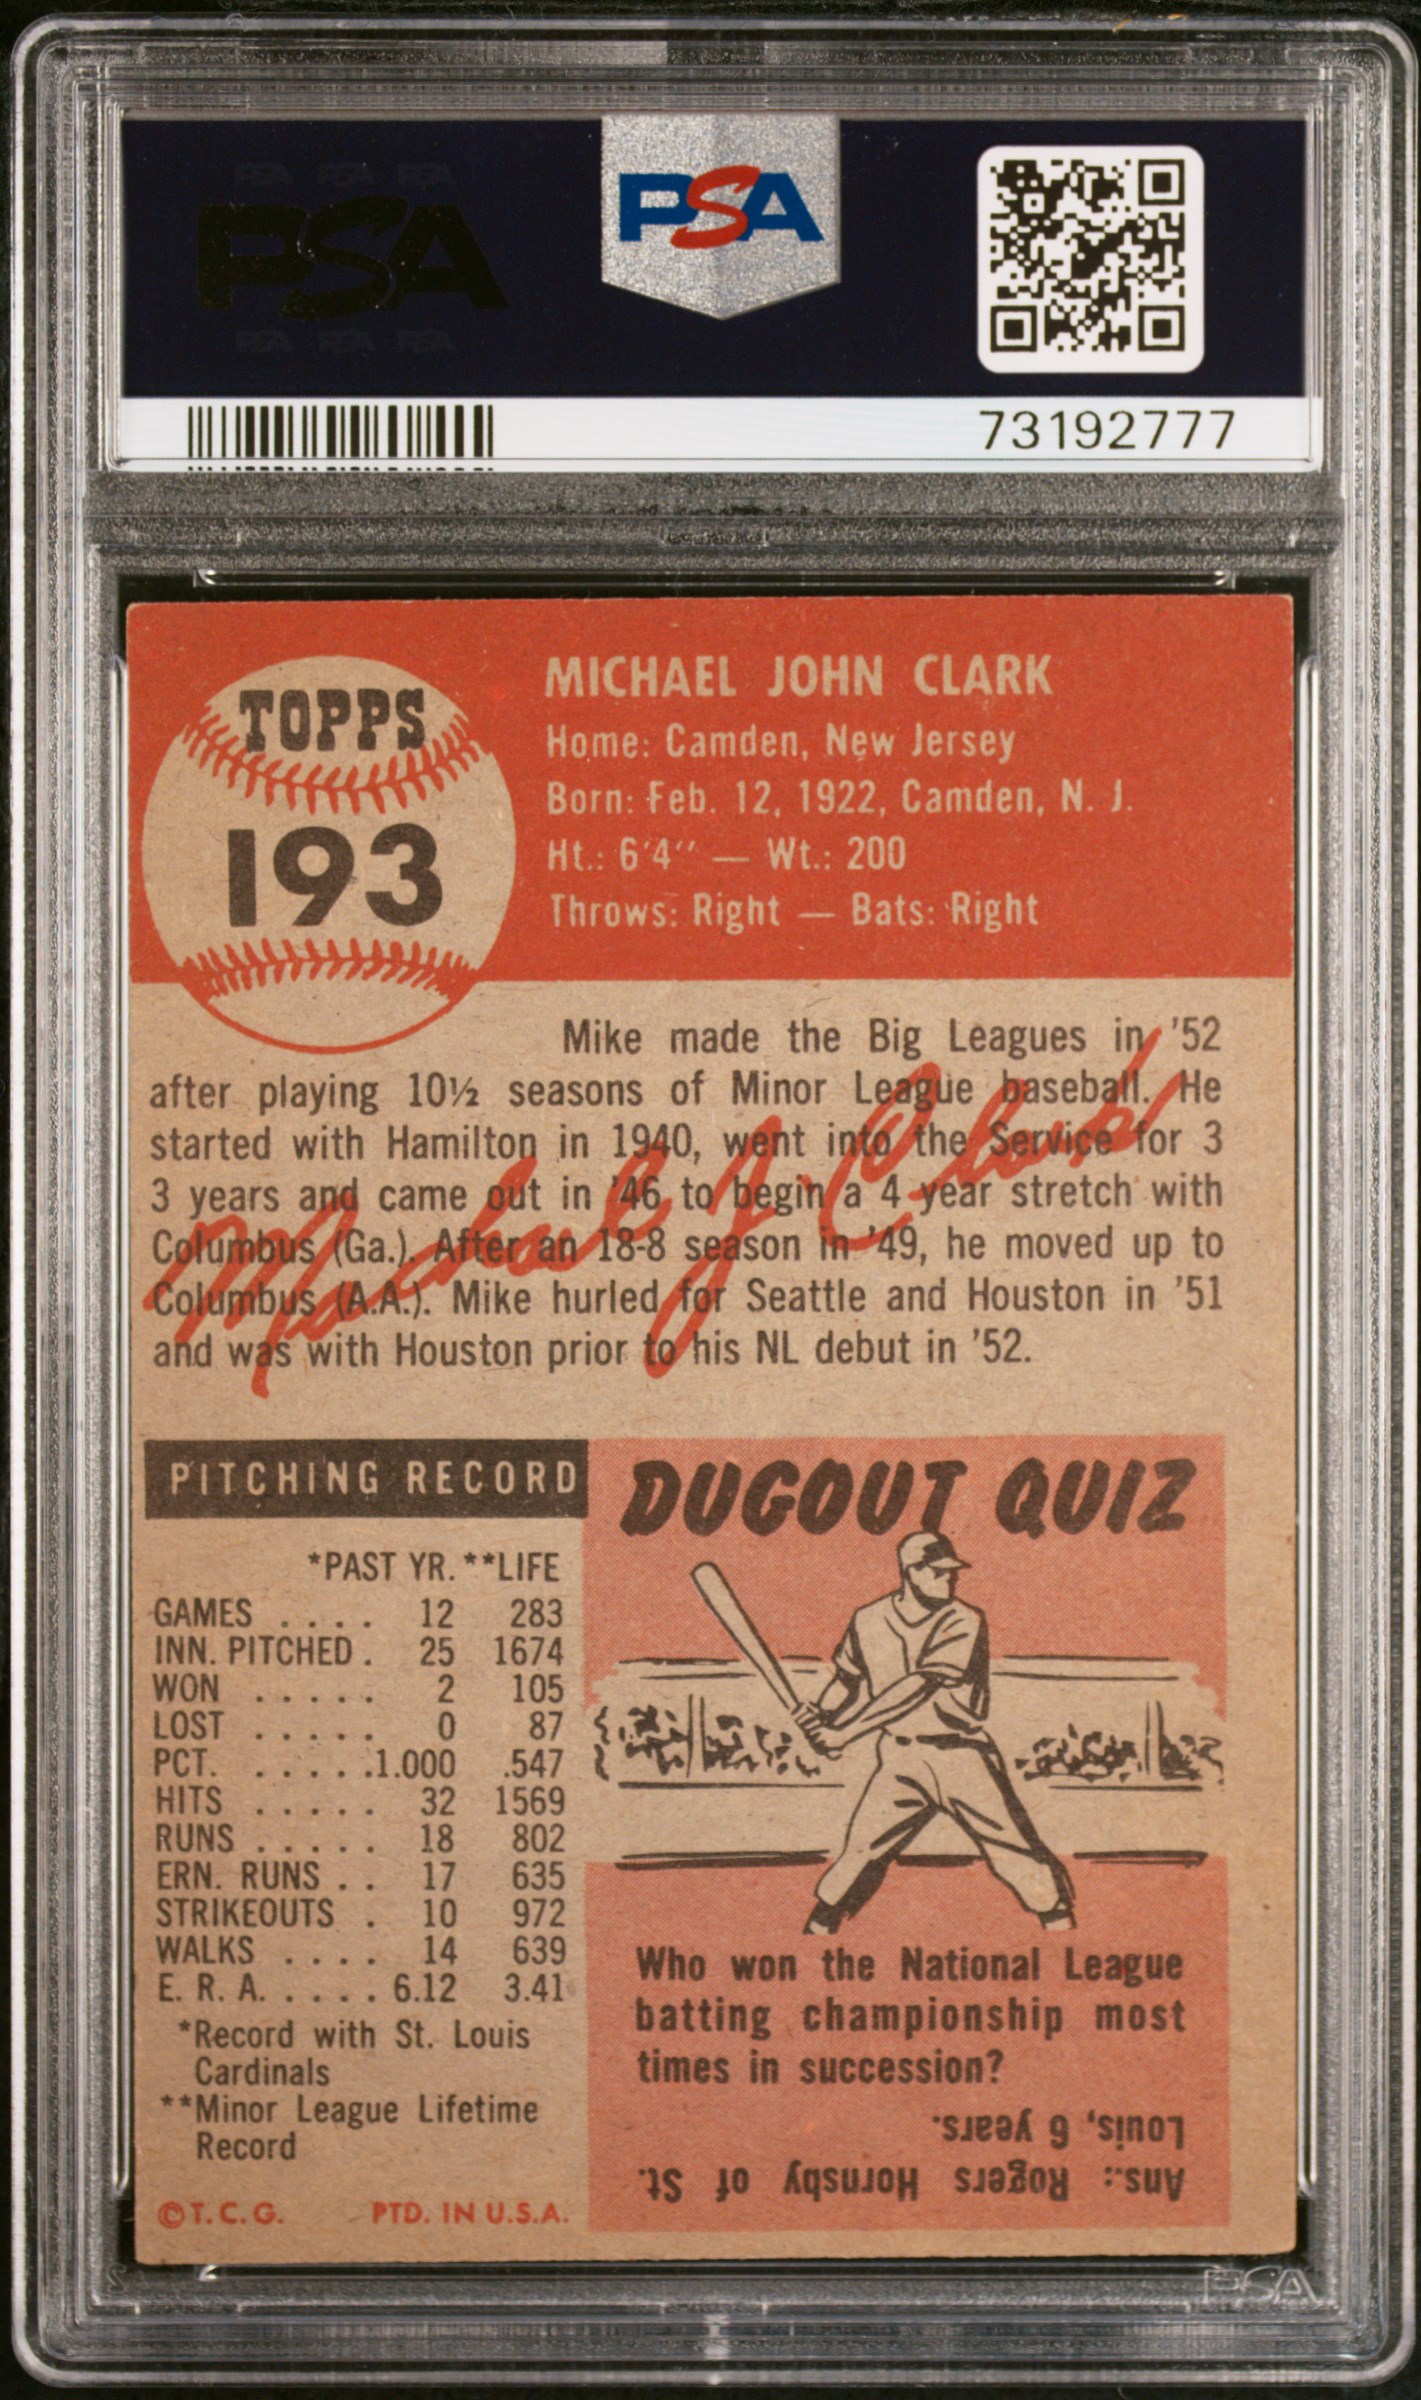 PSA PSA PSA
PSA
PSA PSA PSA
PSA
73192777
TOPPS
193
MICHAEL JOHN CLARK
Home: Camden, New Jersey
Born: Feb. 12, 1922, Camden, N. J.
Ht.: 6'4" — Wt.: 200
Throws: Right — Bats: Right
Mike made the Big Leagues in '52
after playing 10½ seasons of Minor League baseball. He
started with Hamilton in 1940, went into the Service for 3
3 years and came out in '46 to begin a 4 year stretch with
Columbus (Ga.). After an 18-8 season in '49, he moved up to
Columbus (A.A.). Mike hurled for Seattle and Houston in '51
and was with Houston prior to his NL debut in '52.
Michael J. Clark
PITCHING RECORD
*PAST YR. **LIFE
GAMES . . . . 12 283
INN. PITCHED . 25 1674
WON . . . . . 2 105
LOST . . . . . 0 87
PCT. . . . . .1.000 .547
HITS . . . . . 32 1569
RUNS . . . . . 18 802
ERN. RUNS . . 17 635
STRIKEOUTS . 10 972
WALKS . . . . 14 639
E. R. A. . . . . 6.12 3.41
*Record with St. Louis
Cardinals
**Minor League Lifetime
Record
©T. C. G. PTD. IN U.S.A.
DUGOUT QUIZ
Who won the National League
batting championship most
times in succession?
Ans.: Rogers Hornsby of St.
Louis, 6 years.
PSA